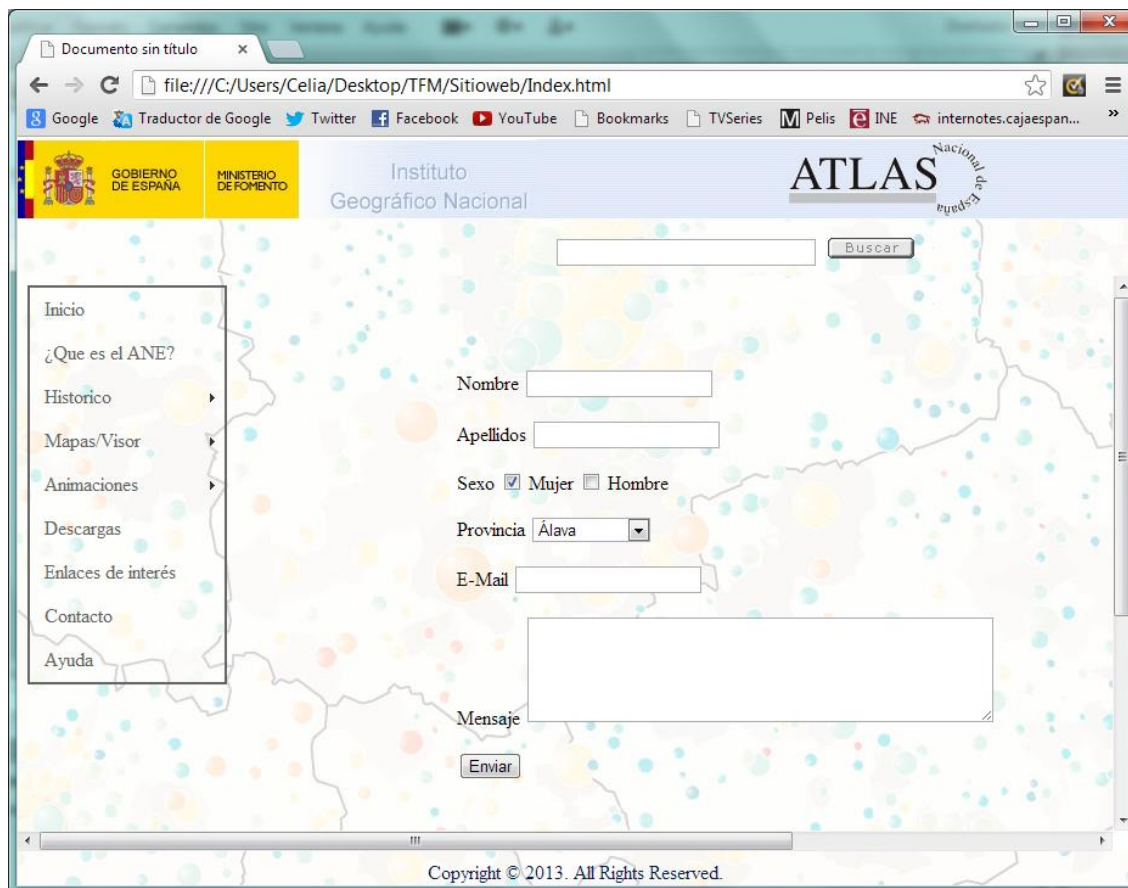 Documento sin título
file:///C:/Users/Celia/Desktop/TFM/Sitioweb/Index.html
Google Traductor de Google Twitter Facebook YouTube Bookmarks TVSeries Pelis INE internotes.cajaespan... »
GOBIERNO DE ESPAÑA
MINISTERIO DE FOMENTO
Instituto
Geográfico Nacional
ATLAS Nacional de España
Buscar
Inicio
¿Que es el ANE?
Historico
Mapas/Visor
Animaciones
Descargas
Enlaces de interés
Contacto
Ayuda
Nombre
Apellidos
Sexo Mujer Hombre
Provincia Álava
E-Mail
Mensaje
Enviar
Copyright © 2013. All Rights Reserved.